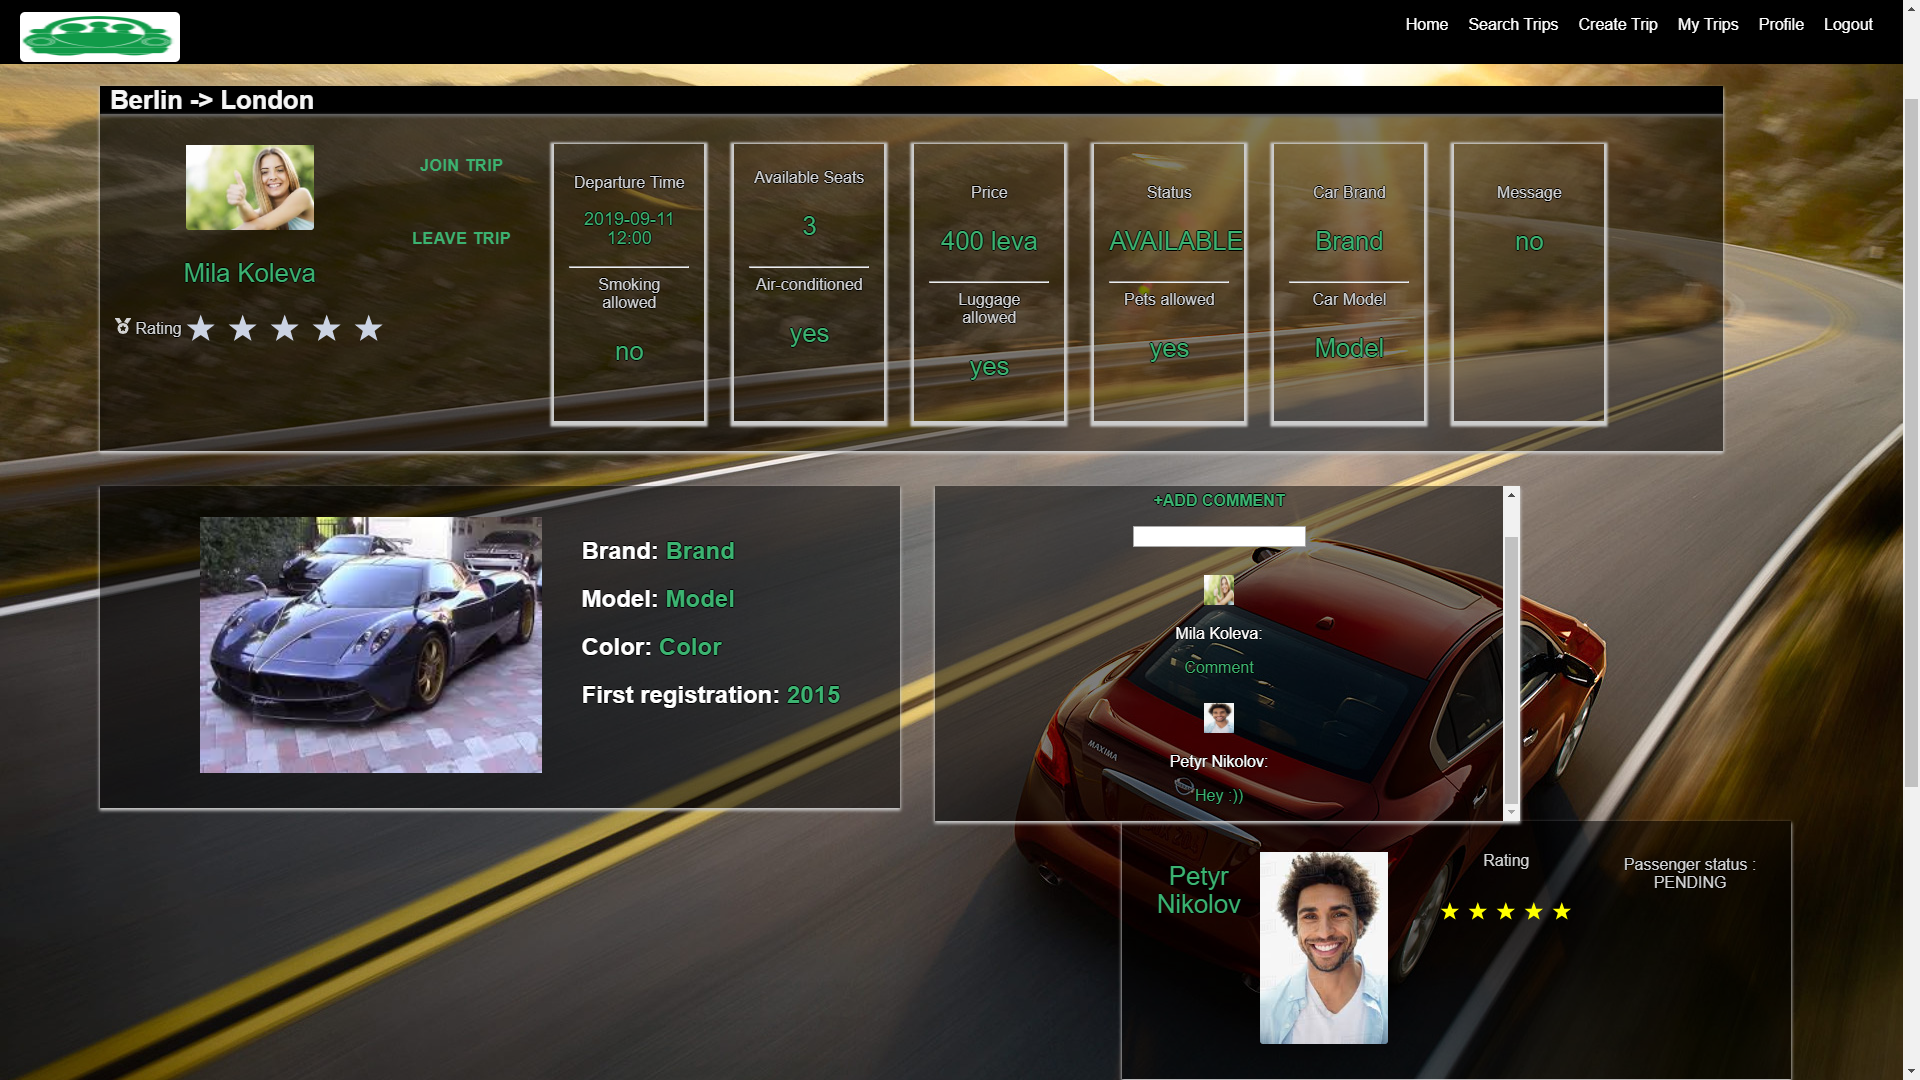 Home Search Trips Create Trip My Trips Profile Logout
Berlin -> London
JOIN TRIP
LEAVE TRIP
Mila Koleva
Rating
Departure Time
2019-09-11
12:00
Smoking
allowed
no
Available Seats
3
Air-conditioned
yes
Price
400 leva
Luggage
allowed
yes
Status
AVAILABLE
Pets allowed
yes
Car Brand
Brand
Car Model
Model
Message
no
Brand: Brand
Model: Model
Color: Color
First registration: 2015
+ADD COMMENT
Mila Koleva:
Comment
Petyr Nikolov:
Hey :))
MAXIMA
Petyr
Nikolov
Rating
Passenger status :
PENDING